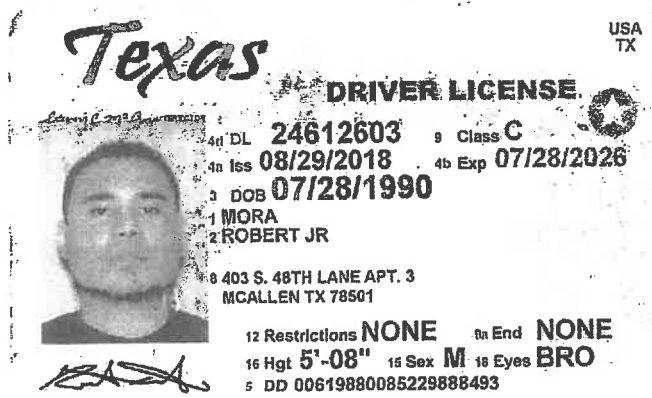 Texas
USA
TX
DRIVER LICENSE
4d DL 24612603 9 Class C
4a Iss 08/29/2018 4b Exp 07/28/2026
3 DOB 07/28/1990
1 MORA
2 ROBERT JR
8 403 S. 48TH LANE APT. 3
MCALLEN TX 78501
12 Restrictions NONE 9a End NONE
16 Hgt 5'-08" 15 Sex M 18 Eyes BRO
5 DD 00619880085229888493